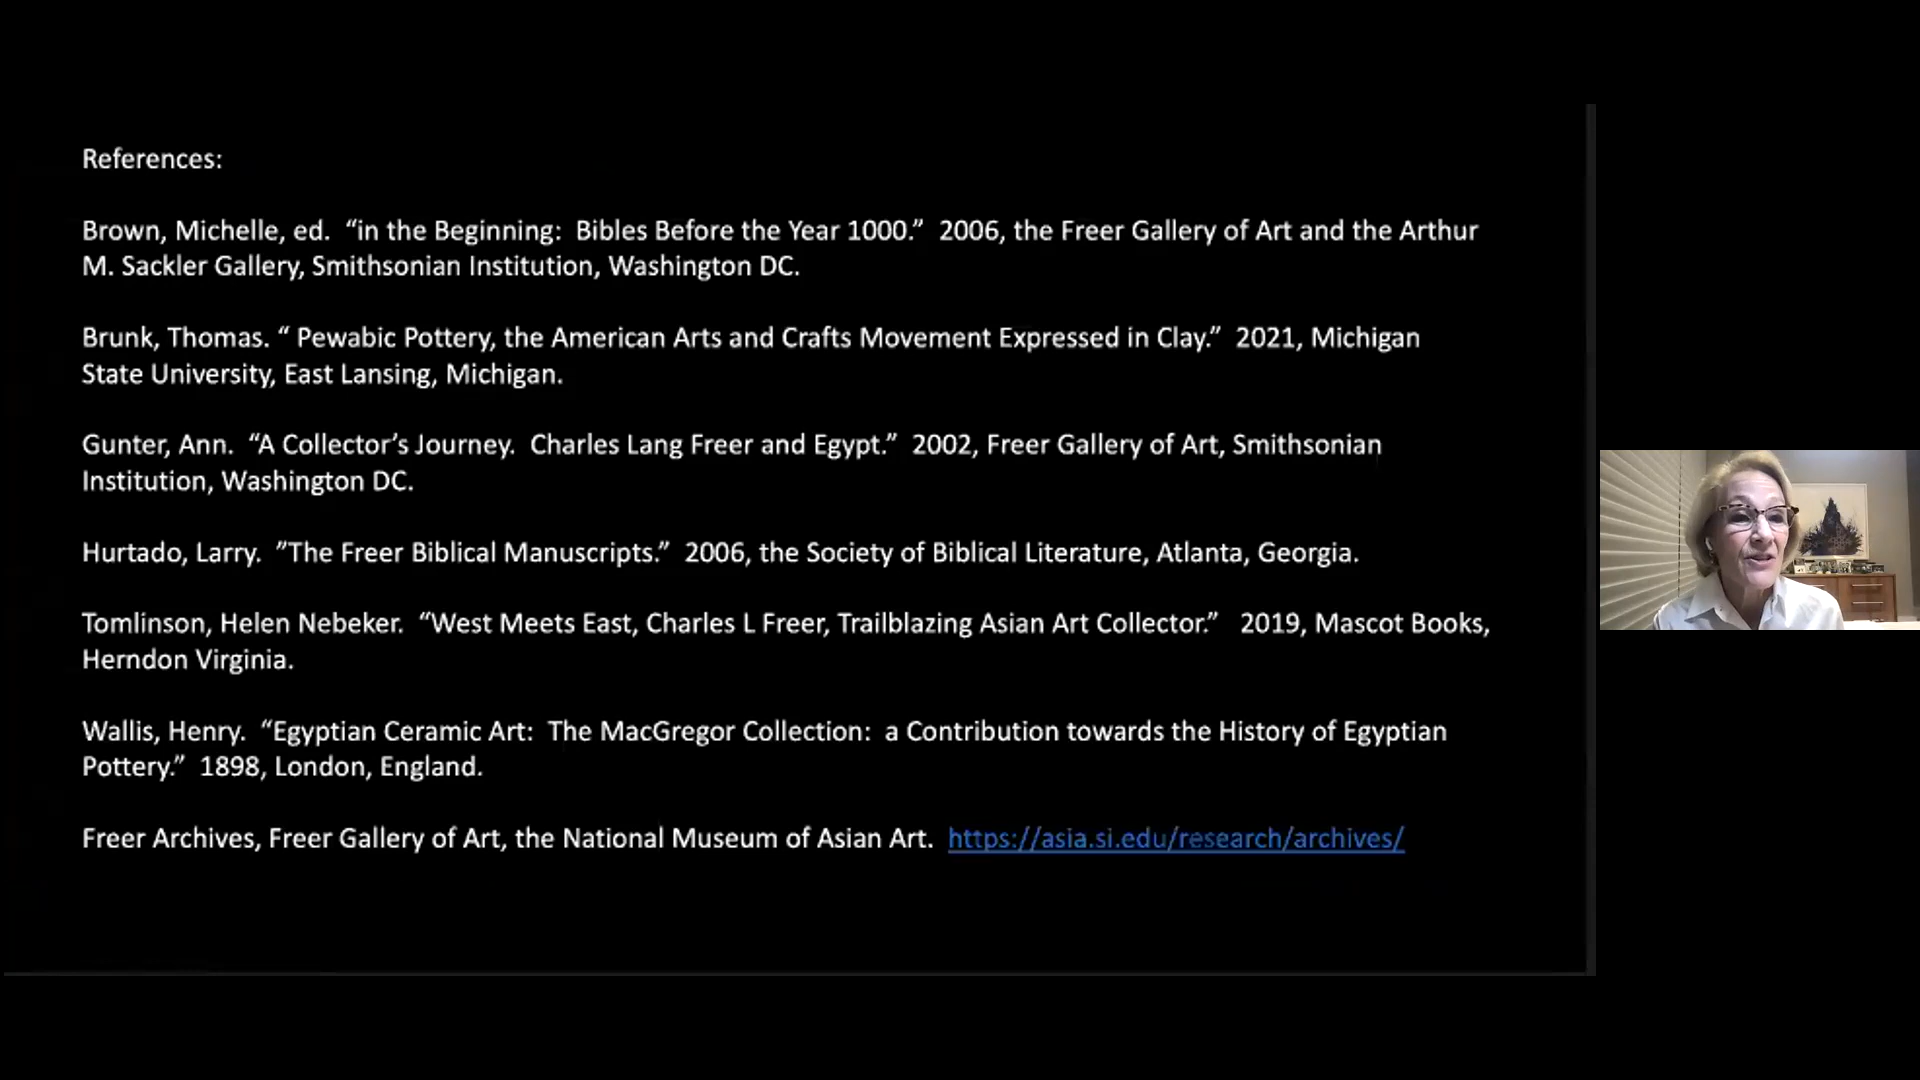 References:
Brown, Michelle, ed.  “in the Beginning:  Bibles Before the Year 1000.”  2006, the Freer Gallery of Art and the Arthur
M. Sackler Gallery, Smithsonian Institution, Washington DC.
Brunk, Thomas. “ Pewabic Pottery, the American Arts and Crafts Movement Expressed in Clay.”  2021, Michigan
State University, East Lansing, Michigan.
Gunter, Ann.  “A Collector’s Journey.  Charles Lang Freer and Egypt.”  2002, Freer Gallery of Art, Smithsonian
Institution, Washington DC.
Hurtado, Larry.  ”The Freer Biblical Manuscripts.”  2006, the Society of Biblical Literature, Atlanta, Georgia.
Tomlinson, Helen Nebeker.  “West Meets East, Charles L Freer, Trailblazing Asian Art Collector.”   2019, Mascot Books,
Herndon Virginia.
Wallis, Henry.  “Egyptian Ceramic Art:  The MacGregor Collection:  a Contribution towards the History of Egyptian
Pottery.”  1898, London, England.
Freer Archives, Freer Gallery of Art, the National Museum of Asian Art.  https://asia.si.edu/research/archives/